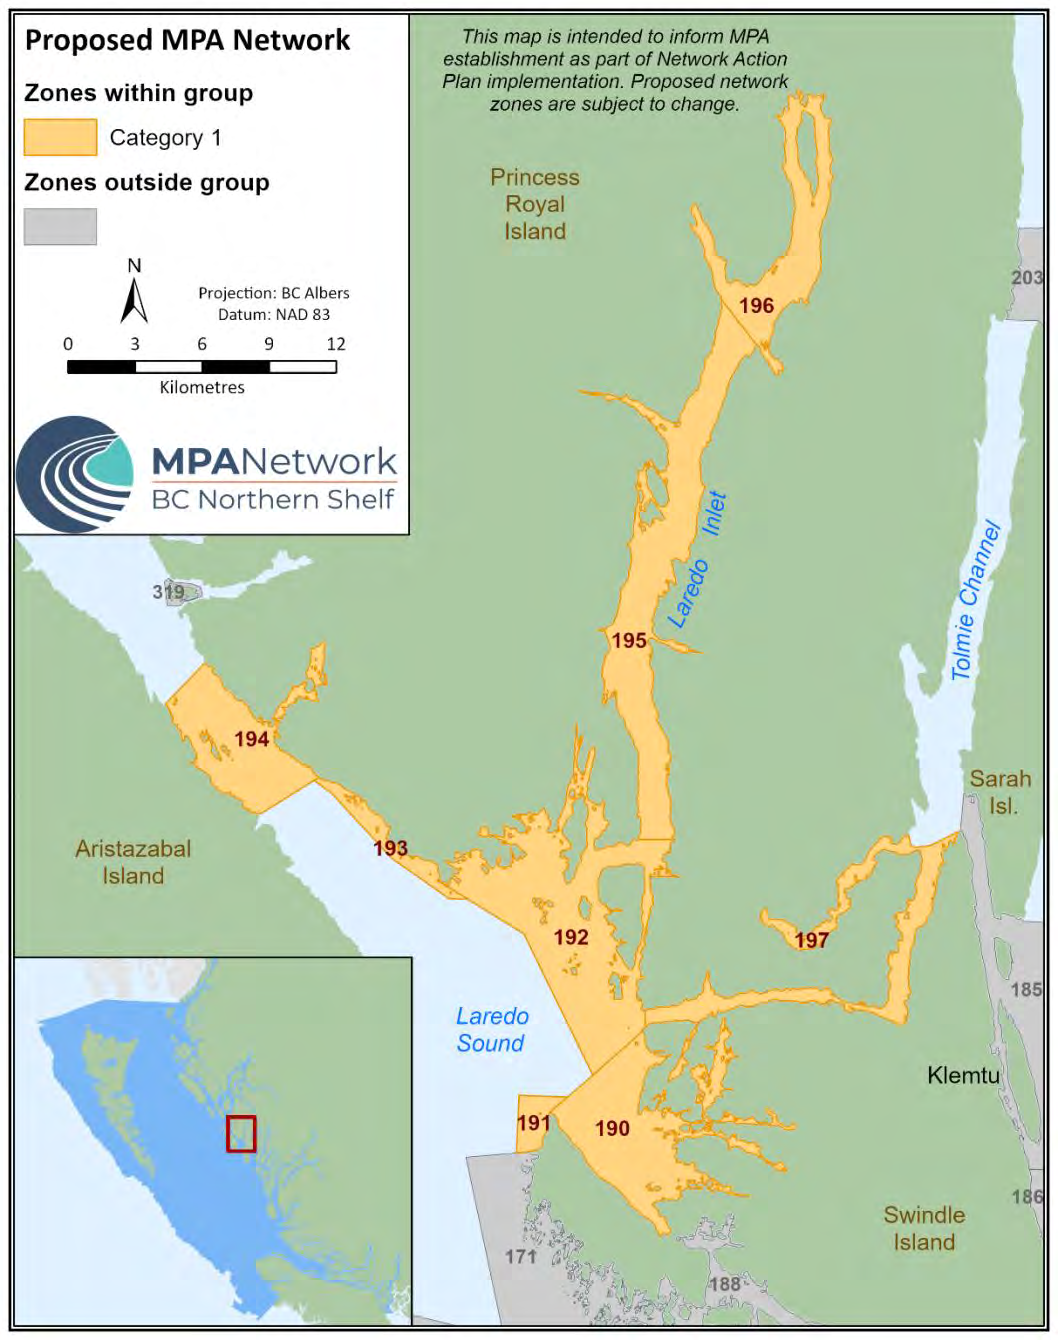 Proposed MPA Network
Zones within group
Category 1
Zones outside group
N
Projection: BC Albers
Datum: NAD 83
0 3 6 9 12
Kilometres
MPANetwork
BC Northern Shelf
This map is intended to inform MPA
establishment as part of Network Action
Plan implementation. Proposed network
zones are subject to change.
Princess
Royal
Island
203
196
Laredo Inlet
Tolmie Channel
319
195
194
Sarah
Isl.
193
Aristazabal
Island
192
197
185
Laredo
Sound
Klemtu
191
190
186
Swindle
Island
171
188